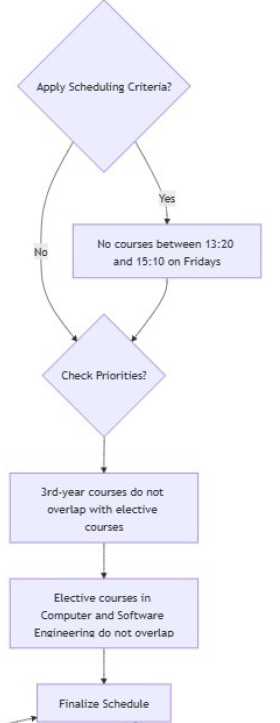 Apply Scheduling Criteria?
Yes
No courses between 13:20
and 15:10 on Fridays
No
Check Priorities?
3rd-year courses do not
overlap with elective
courses
Elective courses in
Computer and Software
Engineering do not overlap
Finalize Schedule